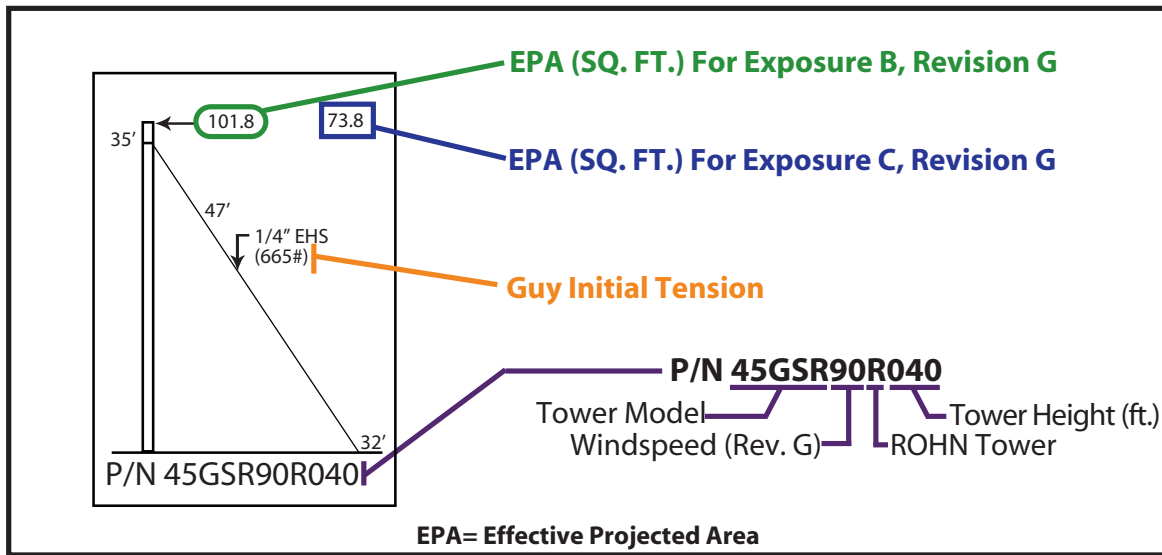 EPA (SQ. FT.) For Exposure B, Revision G
101.8
73.8
35’
EPA (SQ. FT.) For Exposure C, Revision G
47’
1/4” EHS
(665#)
Guy Initial Tension
P/N 45GSR90R040
Tower Model
Tower Height (ft.)
Windspeed (Rev. G)
ROHN Tower
32’
P/N 45GSR90R040
EPA= Effective Projected Area